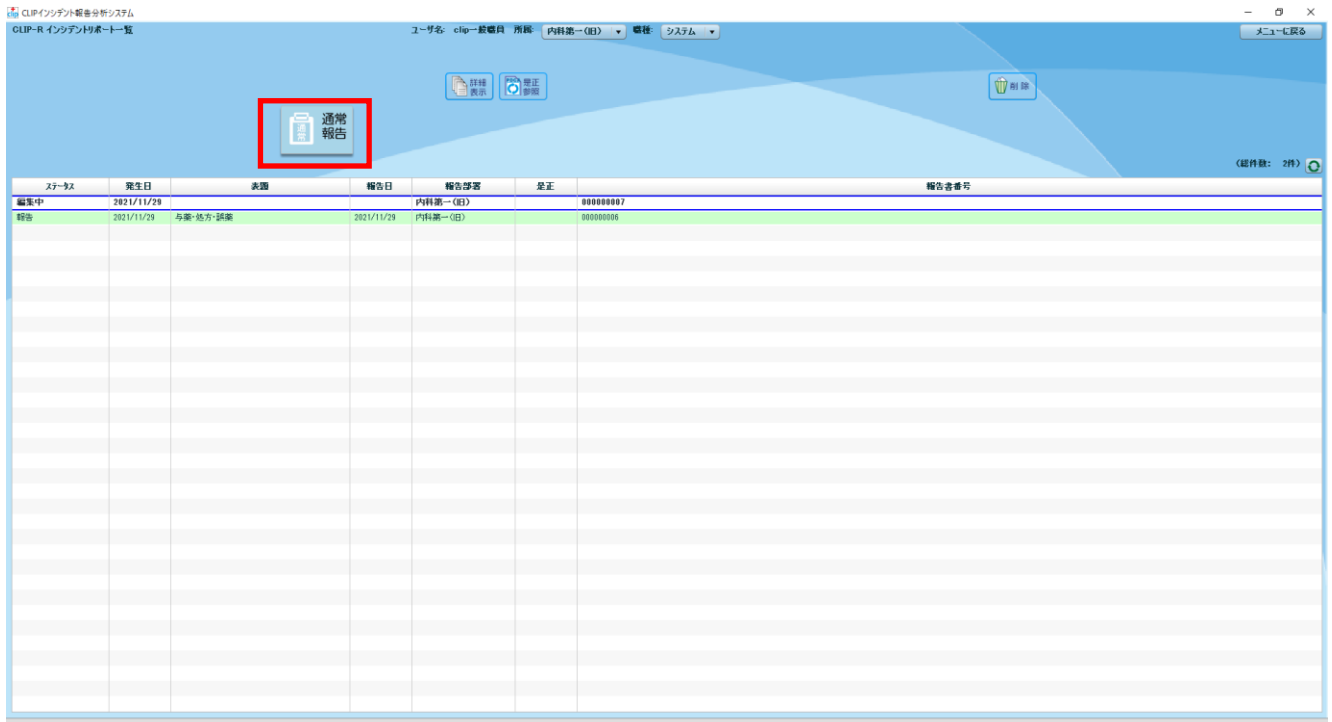 clip CLIPインシデント報告分析システム
CLIP-R インシデントリポート一覧 ユーザ名: clip一般職員 所属: 内科第一(旧) 職種: システム メニューに戻る
詳細表示 是正参照 削除
通常 通常報告
(総件数: 2件)
ステータス 発生日 表題 報告日 報告部署 是正 報告書番号
編集中 2021/11/29 内科第一(旧) 000000007
報告 2021/11/29 与薬・処方・誤薬 2021/11/29 内科第一(旧) 000000006